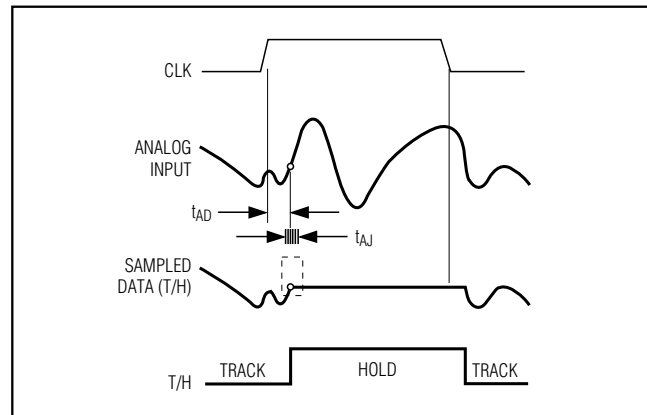 CLK
ANALOG
INPUT
tAD
tAJ
SAMPLED
DATA (T/H)
T/H
TRACK
HOLD
TRACK